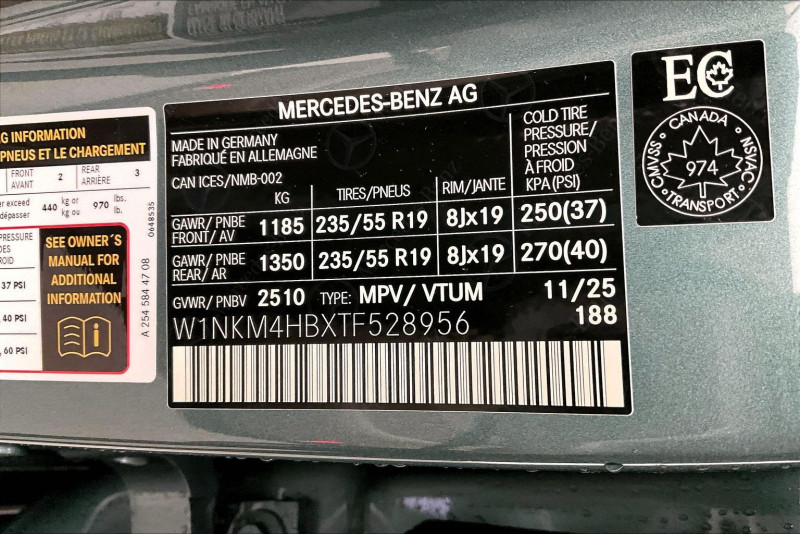 MERCEDES-BENZ AG
MADE IN GERMANY
FABRIQUÉ EN ALLEMAGNE
CAN ICES/NMB-002
COLD TIRE
PRESSURE/
PRESSION
À FROID
KPA (PSI)
KG TIRES/PNEUS RIM/JANTE
GAWR/ PNBE
FRONT/ AV 1185 235/55 R19 8Jx19 250(37)
GAWR/ PNBE
REAR/ AR 1350 235/55 R19 8Jx19 270(40)
GVWR/ PNBV 2510 TYPE: MPV/ VTUM 11/25
188
W1NKM4HBXTF528956
EC
CANADA
CMVSS
974
NSVAC
TRANSPORT
INFORMATION
PNEUS ET LE CHARGEMENT
FRONT
AVANT 2 REAR
ARRIÈRE 3
exceed
dépasser 440 kg or
kg ou 970 lbs.
lb.
0648535
PRESSURE
37 PSI
40 PSI
60 PSI
SEE OWNER´S
MANUAL FOR
ADDITIONAL
INFORMATION
A 254 584 47 08